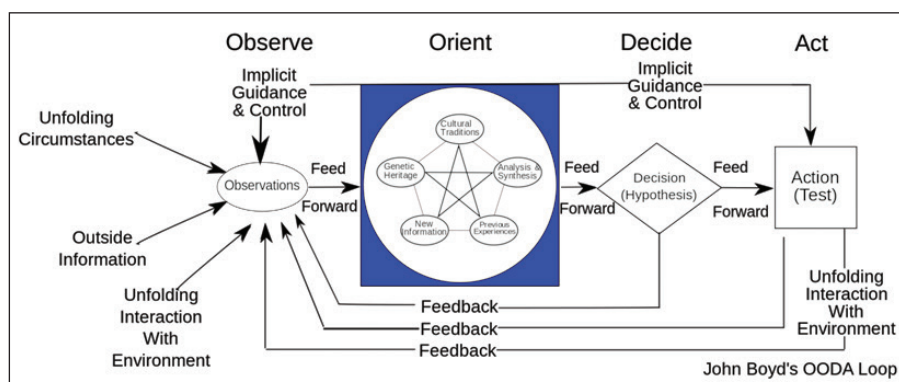 Observe
Orient
Decide
Act
Implicit
Guidance
& Control
Implicit
Guidance
& Control
Unfolding
Circumstances
Observations
Outside
Information
Unfolding
Interaction
With
Environment
Feed
Forward
Cultural
Traditions
Genetic
Heritage
Analysis &
Synthesis
New
Information
Previous
Experiences
Feed
Forward
Decision
(Hypothesis)
Feed
Forward
Action
(Test)
Unfolding
Interaction
With
Environment
Feedback
Feedback
Feedback
John Boyd's OODA Loop